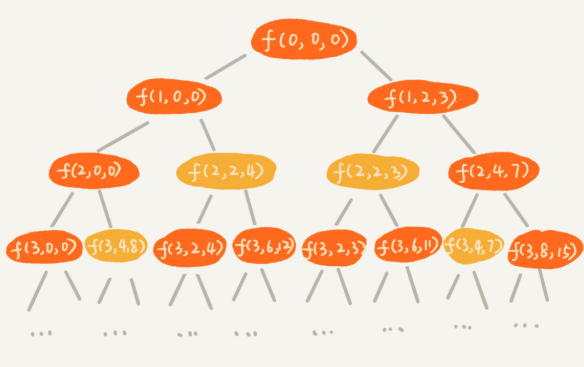 f(0,0,0)
f(1,0,0) f(1,2,3)
f(2,0,0) f(2,2,4) f(2,2,3) f(2,4,7)
f(3,0,0) f(3,4,8) f(3,2,4) f(3,6,12) f(3,2,3) f(3,6,11) f(3,4,7) f(3,8,15)
... ... ... ... ... ... ... ...